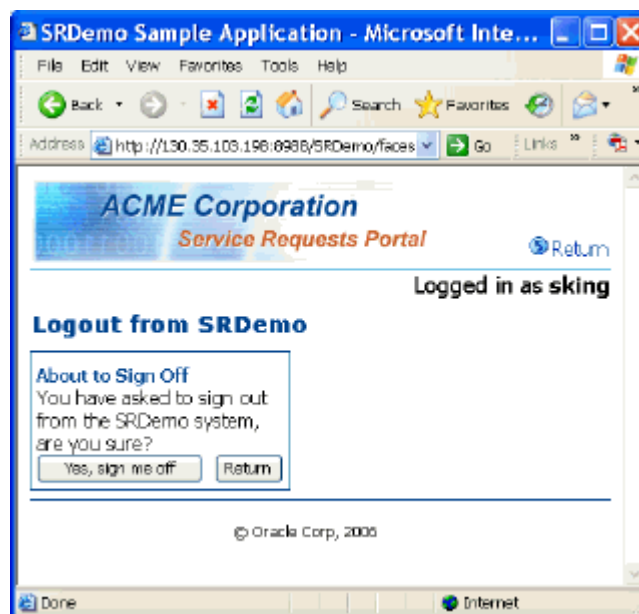 SRDemo Sample Application - Microsoft Inte...
File Edit View Favorites Tools Help
Back Search Favorites
Address http://130.35.103.198:8988/SRDemo/faces Go Links
ACME Corporation
Service Requests Portal
Return
Logged in as sking
Logout from SRDemo
About to Sign Off
You have asked to sign out
from the SRDemo system,
are you sure?
Yes, sign me off Return
© Oracle Corp, 2006
Done Internet